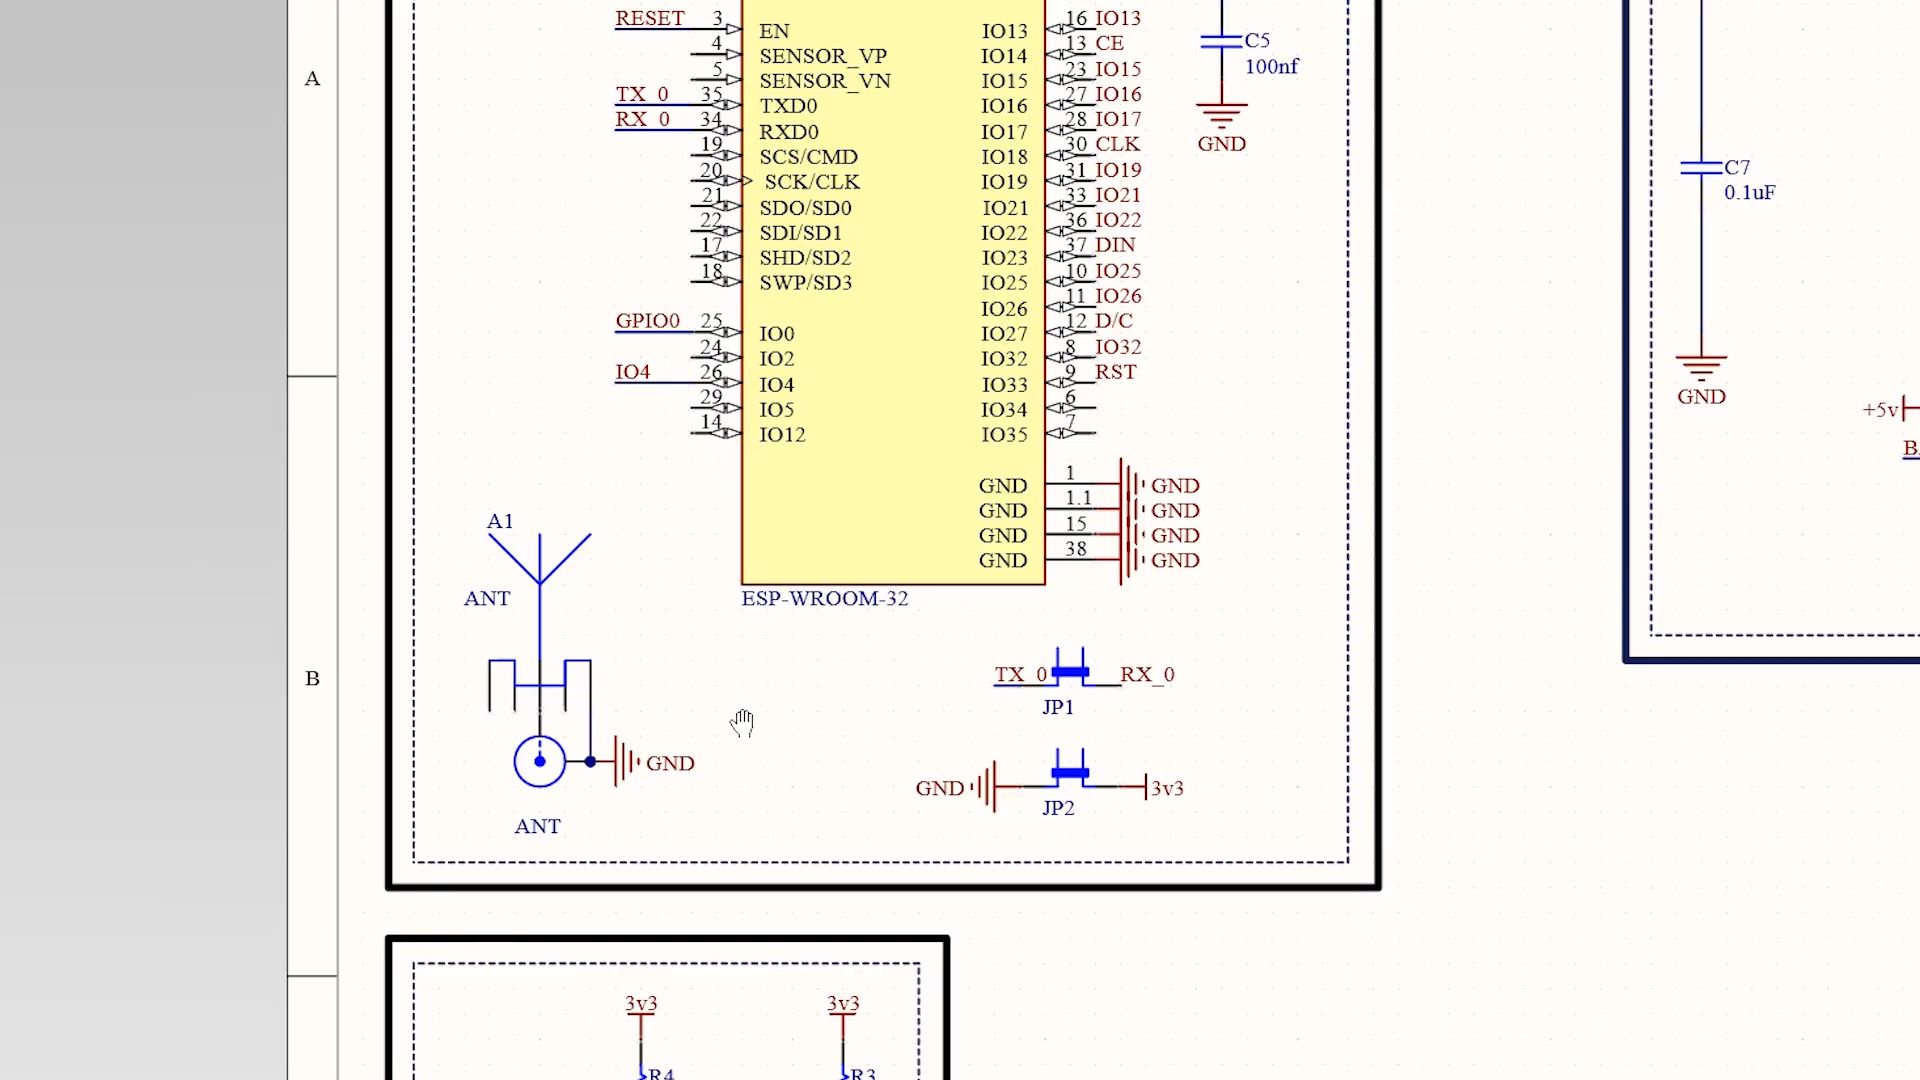 RESET 3 EN IO13 16 IO13
4 SENSOR_VP IO14 13 CE
5 SENSOR_VN IO15 23 IO15
TX_0 35 TXD0 IO16 27 IO16
RX_0 34 RXD0 IO17 28 IO17
19 SCS/CMD IO18 30 CLK
20 SCK/CLK IO19 31 IO19
21 SDO/SD0 IO21 33 IO21
22 SDI/SD1 IO22 36 IO22
17 SHD/SD2 IO23 37 DIN
18 SWP/SD3 IO25 10 IO25
IO26 11 IO26
GPIO0 25 IO0 IO27 12 D/C
24 IO2 IO32 8 IO32
IO4 26 IO4 IO33 9 RST
29 IO5 IO34 6
14 IO12 IO35 7
GND 1 GND
GND 1.1 GND
GND 15 GND
GND 38 GND
ESP-WROOM-32
C5
100nf
GND
C7
0.1uF
GND
+5v
A
B
A1
ANT
GND
ANT
TX_0 RX_0
JP1
GND 3v3
JP2
3v3 3v3
R4 R3